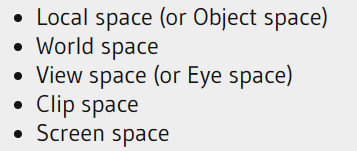 • Local space (or Object space)
• World space
• View space (or Eye space)
• Clip space
• Screen space